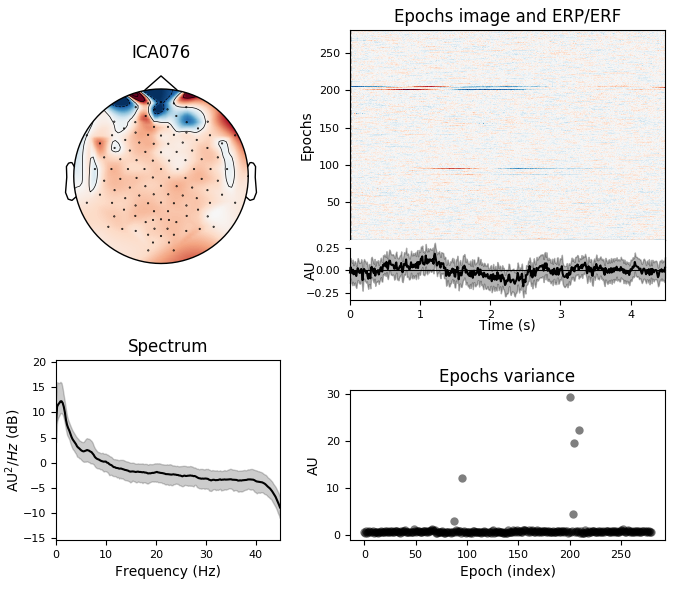 ICA076
Epochs image and ERP/ERF
Epochs
250
200
150
100
50
AU
0.25
0.00
−0.25
0 1 2 3 4
Time (s)
Spectrum
AU²/Hz (dB)
20
15
10
5
0
−5
−10
−15
0 10 20 30 40
Frequency (Hz)
Epochs variance
AU
30
20
10
0
0 50 100 150 200 250
Epoch (index)